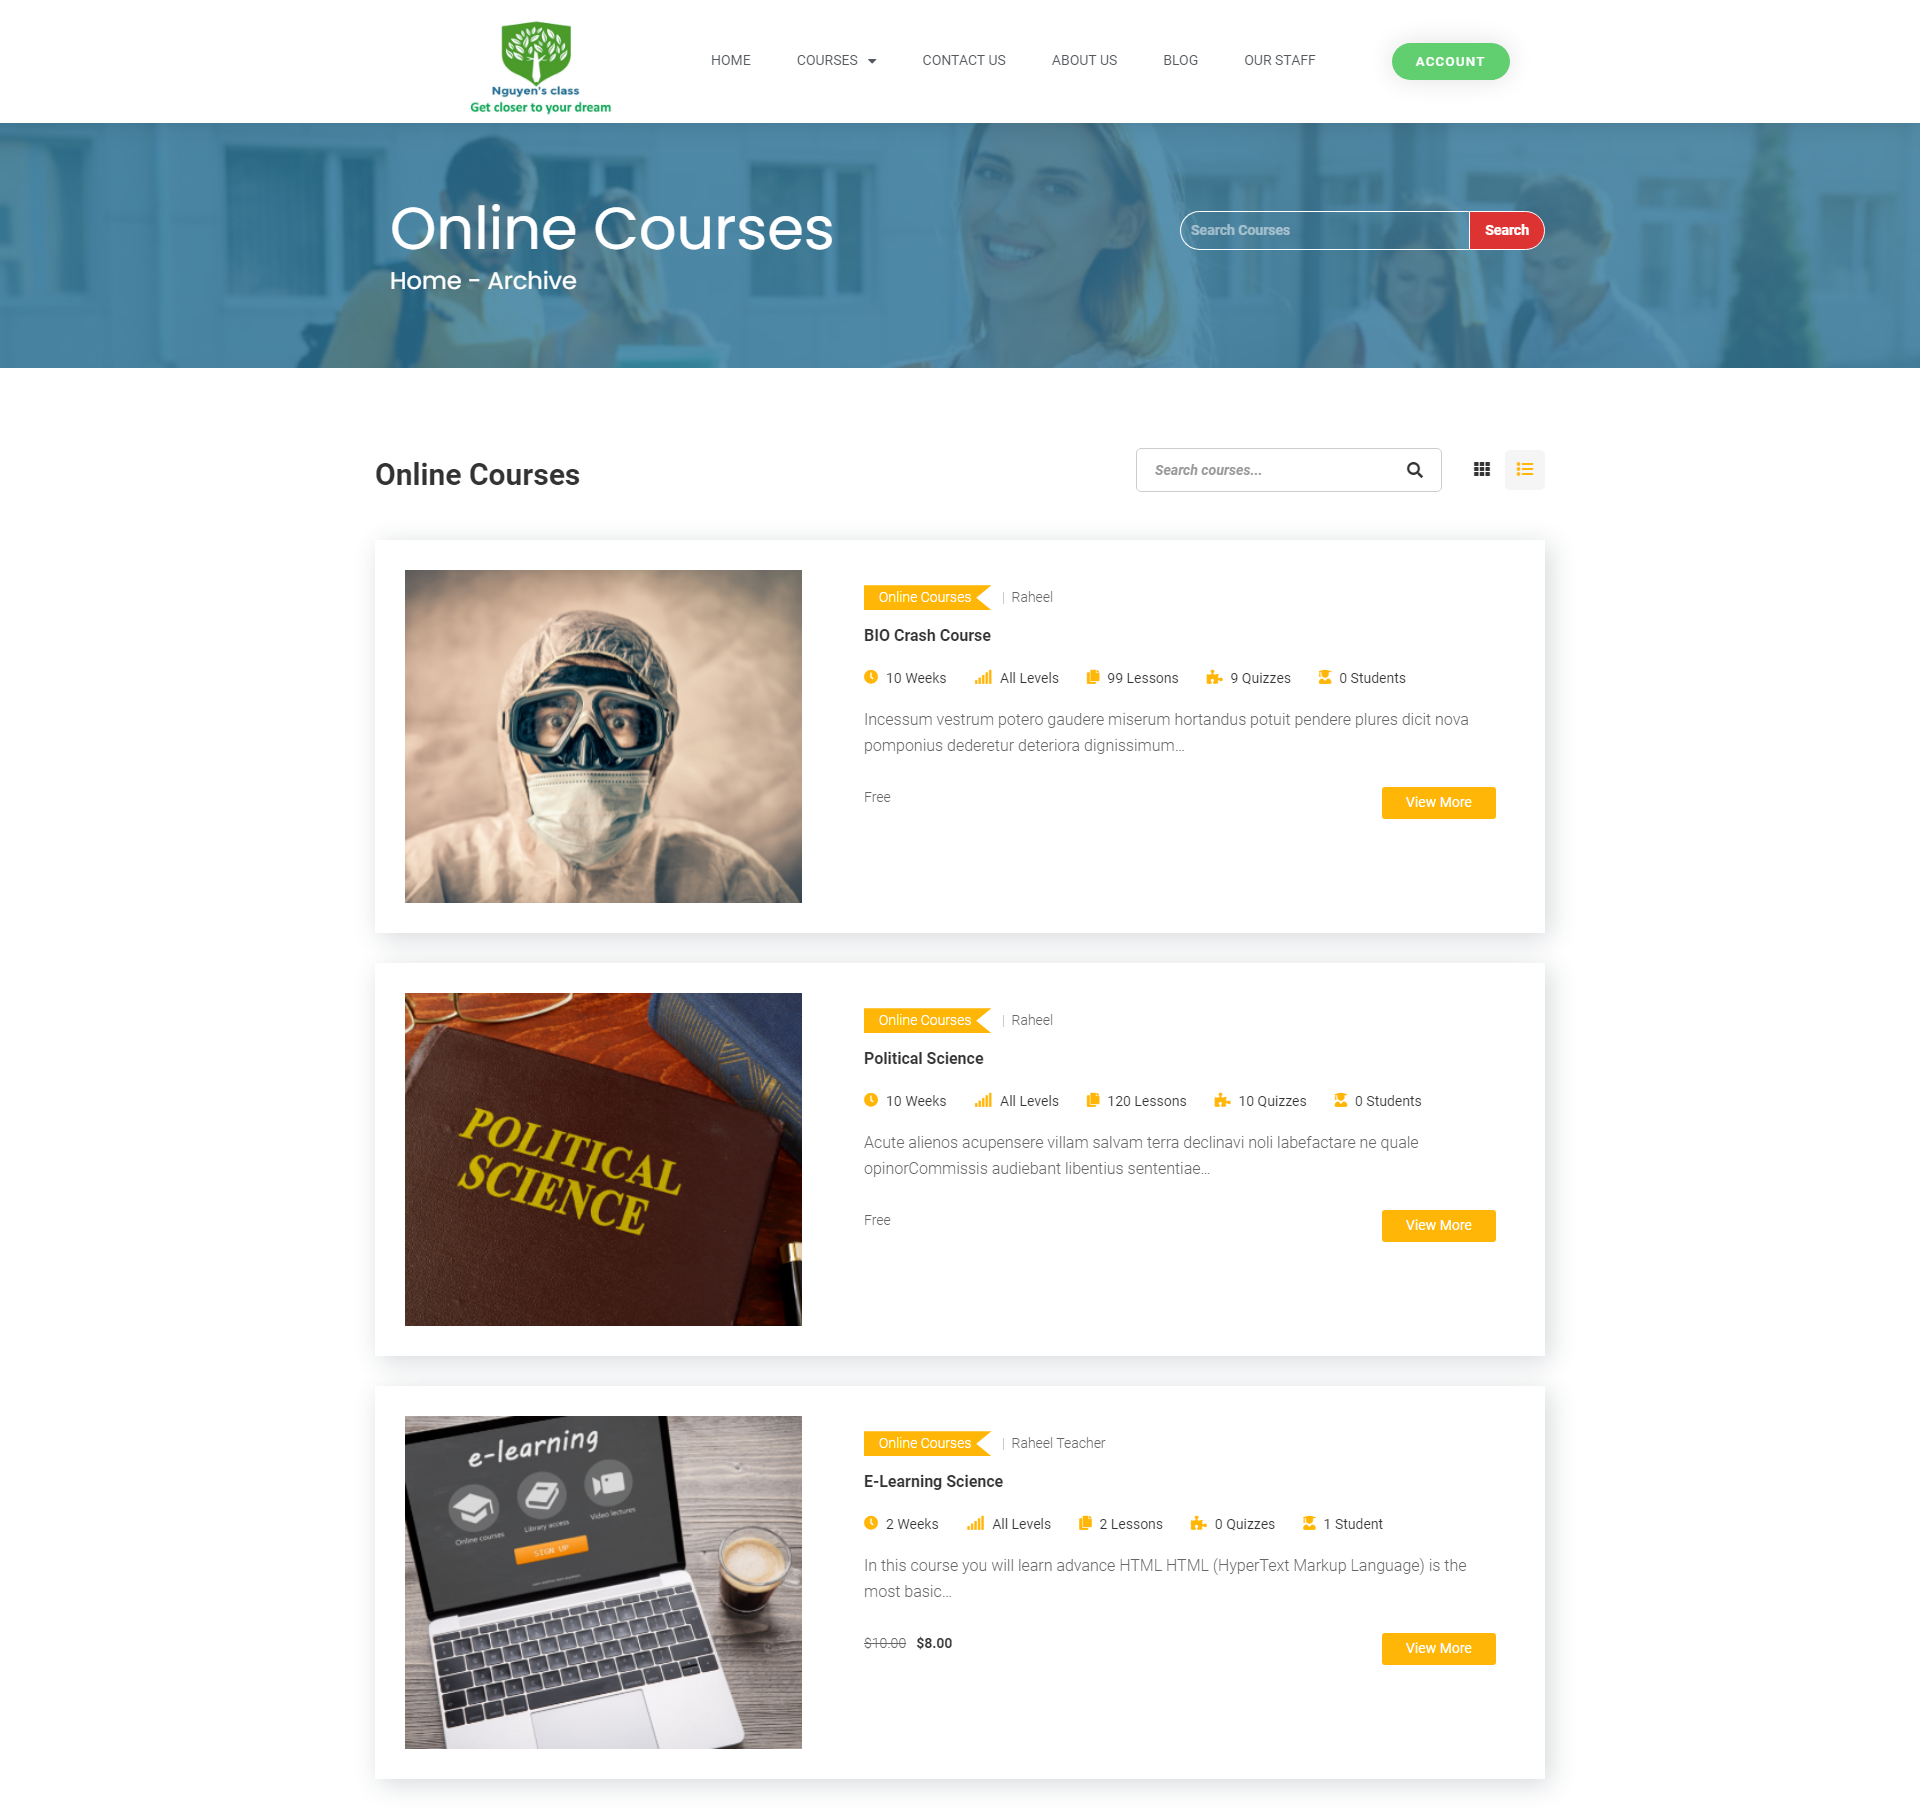 Nguyen's class
Get closer to your dream
HOME
COURSES
CONTACT US
ABOUT US
BLOG
OUR STAFF
ACCOUNT
Online Courses
Home - Archive
Search Courses
Search
Online Courses
Search courses...
Online Courses | Raheel
BIO Crash Course
10 Weeks All Levels 99 Lessons 9 Quizzes 0 Students
Incessum vestrum potero gaudere miserum hortandus potuit pendere plures dicit nova
pomponius dederetur deteriora dignissimum...
Free
View More
POLITICAL
SCIENCE
Online Courses | Raheel
Political Science
10 Weeks All Levels 120 Lessons 10 Quizzes 0 Students
Acute alienos acupensere villam salvam terra declinavi noli labefactare ne quale
opinorCommissis audiebant libentius sententiae...
Free
View More
e-learning
Online courses
Library access
Video lectures
SIGN UP
Online Courses | Raheel Teacher
E-Learning Science
2 Weeks All Levels 2 Lessons 0 Quizzes 1 Student
In this course you will learn advance HTML HTML (HyperText Markup Language) is the
most basic...
$10.00 $8.00
View More